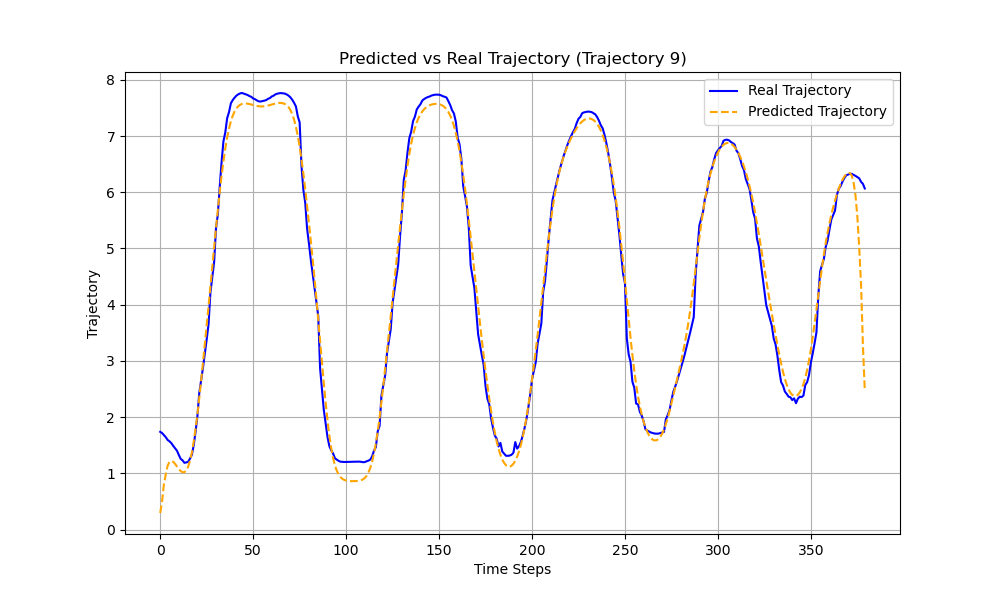 Predicted vs Real Trajectory (Trajectory 9)
Real Trajectory
Predicted Trajectory
8
7
6
5
4
3
2
1
0
Trajectory
0 50 100 150 200 250 300 350
Time Steps